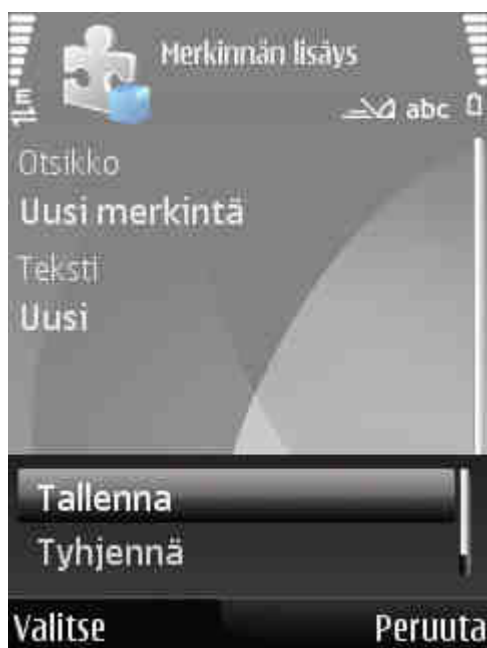 Merkinnän lisäys
abc
Otsikko
Uusi merkintä
Teksti
Uusi
Tallenna
Tyhjennä
Valitse Peruuta